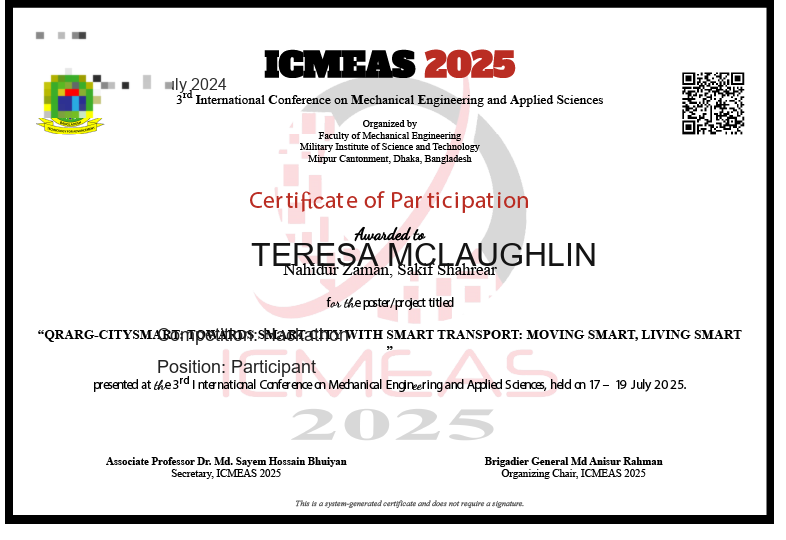 ICMEAS 2025
uly 2024
3rd International Conference on Mechanical Engineering and Applied Sciences
Organized by
Faculty of Mechanical Engineering
Military Institute of Science and Technology
Mirpur Cantonment, Dhaka, Bangladesh
Certificate of Participation
Awarded to
TERESA MCLAUGHLIN
Nahidur Zaman, Sakif Shahrear
for the poster/project titled
“QRARG-CITYSMART: TOWARDS SMART CITY WITH SMART TRANSPORT: MOVING SMART, LIVING SMART
”
Competition: Hackathon
Position: Participant
presented at the 3rd International Conference on Mechanical Engineering and Applied Sciences, held on 17 – 19 July 2025.
ICMEAS
2025
Associate Professor Dr. Md. Sayem Hossain Bhuiyan
Secretary, ICMEAS 2025
Brigadier General Md Anisur Rahman
Organizing Chair, ICMEAS 2025
This is a system-generated certificate and does not require a signature.